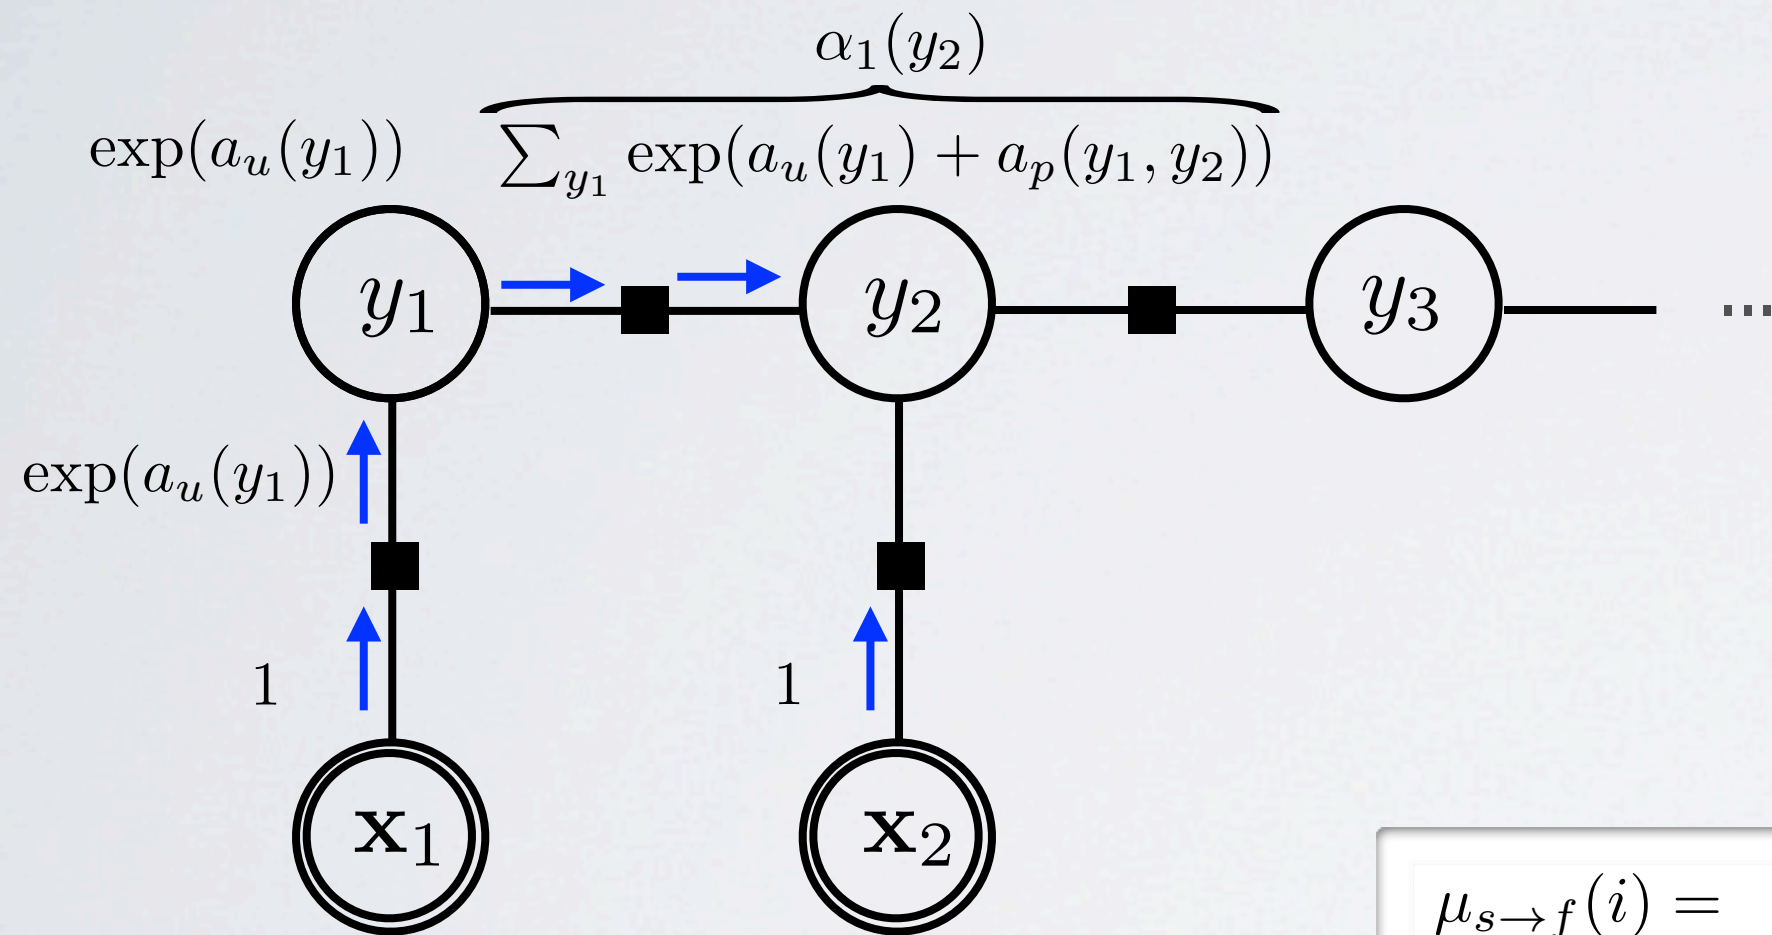 α₁(y₂)
exp(aᵤ(y₁)) ∑_{y₁} exp(aᵤ(y₁) + aₚ(y₁, y₂))
y₁ y₂ y₃ ....
exp(aᵤ(y₁))
1 1
𝐱₁ 𝐱₂
μ_{s→f}(i) =